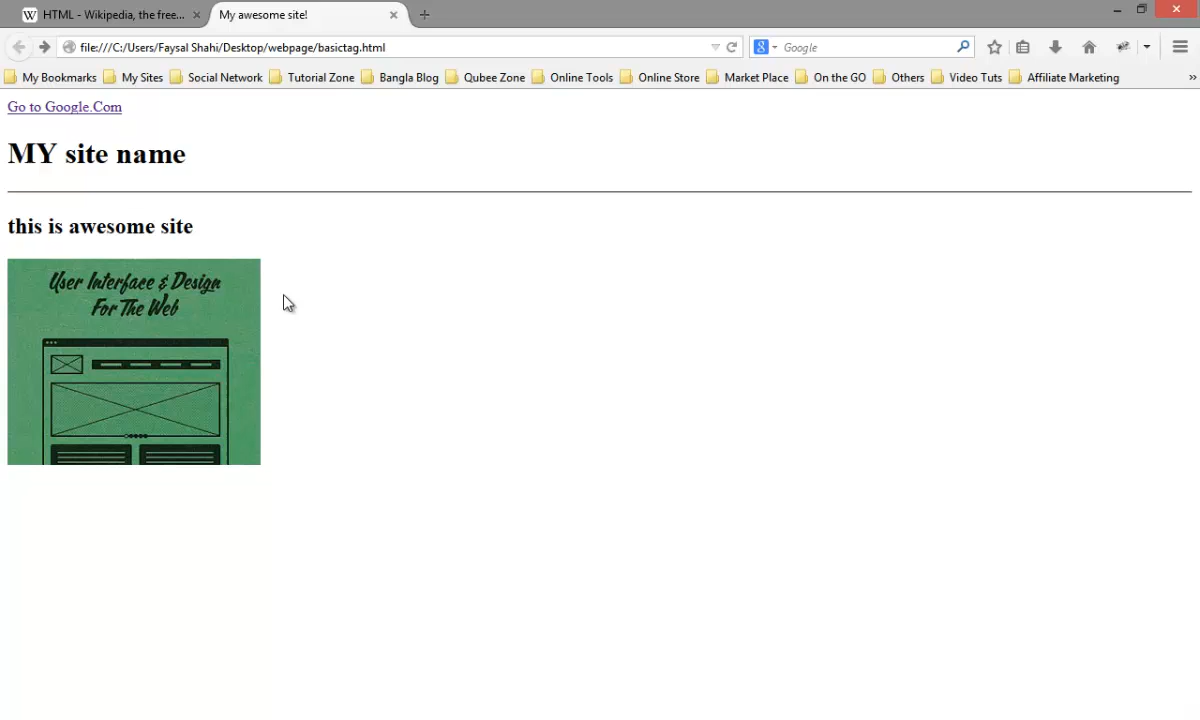 HTML - Wikipedia, the free...
My awesome site!
file:///C:/Users/Faysal Shahi/Desktop/webpage/basictag.html
Google
My Bookmarks
My Sites
Social Network
Tutorial Zone
Bangla Blog
Qubee Zone
Online Tools
Online Store
Market Place
On the GO
Others
Video Tuts
Affiliate Marketing
Go to Google.Com
MY site name
this is awesome site
User Interface & Design
For The Web